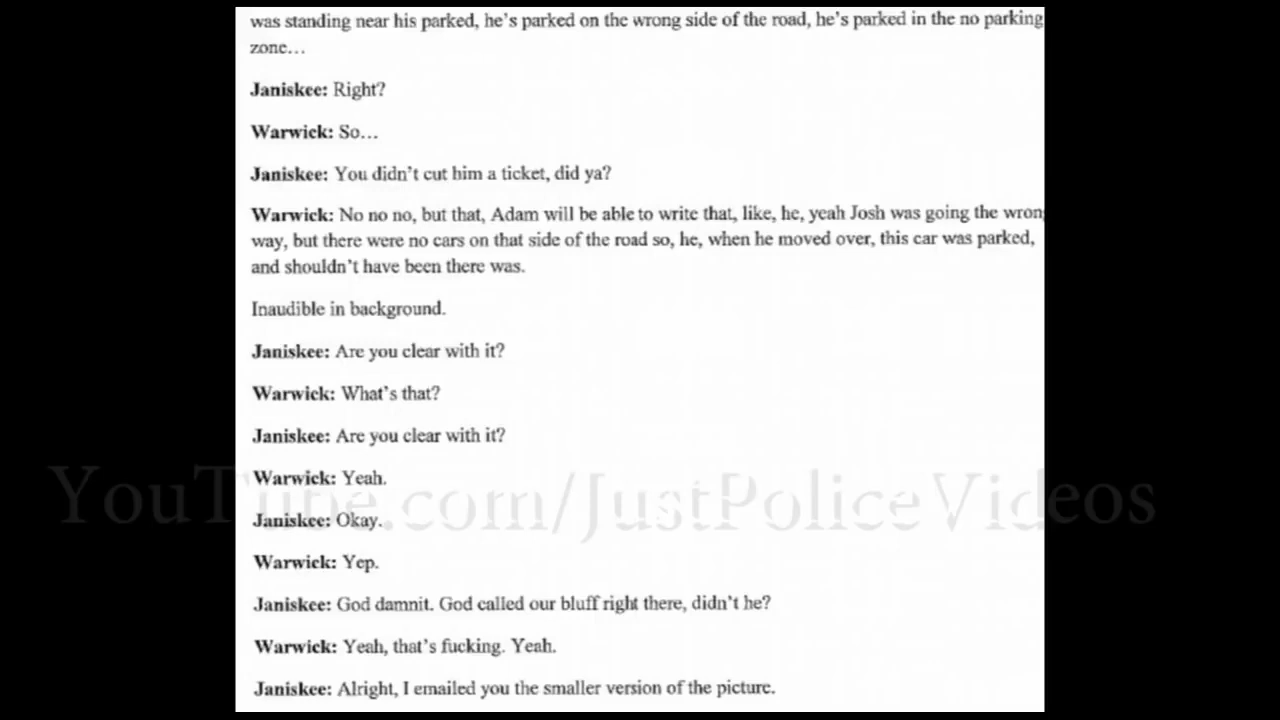 was standing near his parked, he's parked on the wrong side of the road, he's parked in the no parking
zone…
Janiskee: Right?
Warwick: So…
Janiskee: You didn't cut him a ticket, did ya?
Warwick: No no no, but that, Adam will be able to write that, like, he, yeah Josh was going the wron
way, but there were no cars on that side of the road so, he, when he moved over, this car was parked,
and shouldn't have been there was.
Inaudible in background.
Janiskee: Are you clear with it?
Warwick: What's that?
Janiskee: Are you clear with it?
Warwick: Yeah.
YouTube.com/JustPoliceVideos
Janiskee: Okay.
Warwick: Yep.
Janiskee: God damnit. God called our bluff right there, didn't he?
Warwick: Yeah, that's fucking. Yeah.
Janiskee: Alright, I emailed you the smaller version of the picture.